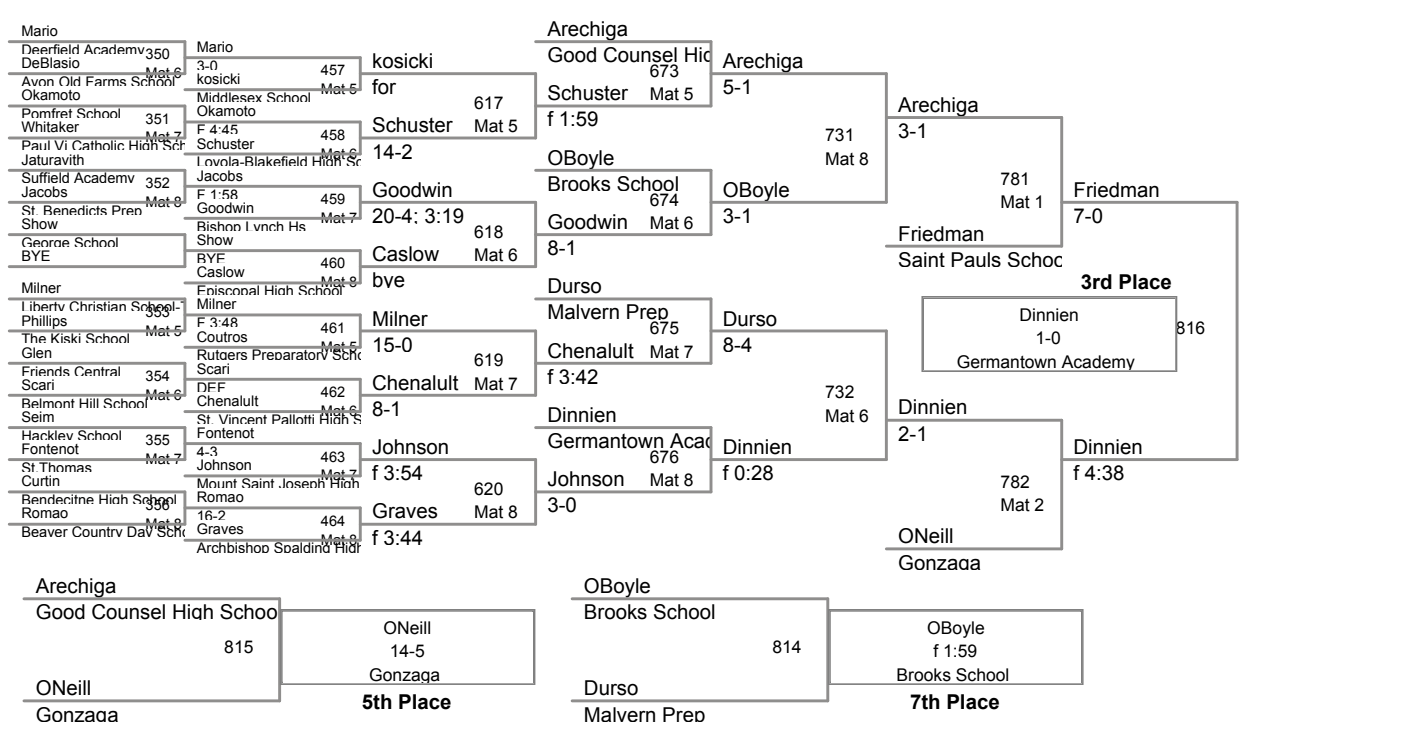 Mario
Deerfield Academy
350
DeBlasio
Mat 6
Avon Old Farms School
Okamoto
Pomfret School
351
Whitaker
Mat 7
Paul Vi Catholic High Sch
Jaturavith
Suffield Academy
352
Jacobs
Mat 8
St. Benedicts Prep
Show
George School
BYE
Milner
Liberty Christian School-T
353
Phillips
Mat 5
The Kiski School
Glen
Friends Central
354
Scari
Mat 6
Belmont Hill School
Seim
Hackley School
355
Fontenot
Mat 7
St.Thomas
Curtin
Bendecitne High School
356
Romao
Mat 8
Beaver Country Day Scho
Mario
3-0
457
kosicki
Mat 5
Middlesex School
Okamoto
F 4:45
458
Schuster
Mat 6
Loyola-Blakefield High Sc
Jacobs
F 1:58
459
Goodwin
Mat 7
Bishop Lynch Hs
Show
BYE
460
Caslow
Mat 8
Episcopal High School
Milner
F 3:48
461
Coutros
Mat 5
Rutgers Preparatory Scho
Scari
DEF
462
Chenalult
Mat 6
St. Vincent Pallotti High S
Fontenot
4-3
463
Johnson
Mat 7
Mount Saint Joseph High
Romao
16-2
464
Graves
Mat 8
Archbishop Spalding High
kosicki
for
617
Schuster
Mat 5
14-2
Goodwin
20-4; 3:19
618
Caslow
Mat 6
bye
Milner
15-0
619
Chenalult
Mat 7
8-1
Johnson
f 3:54
620
Graves
Mat 8
f 3:44
Arechiga
Good Counsel Hig
673
Schuster
Mat 5
f 1:59
OBoyle
Brooks School
674
Goodwin
Mat 6
8-1
Durso
Malvern Prep
675
Chenalult
Mat 7
f 3:42
Dinnien
Germantown Acad
676
Johnson
Mat 8
3-0
Arechiga
5-1
731
Mat 8
OBoyle
3-1
Durso
8-4
732
Mat 6
Dinnien
f 0:28
Arechiga
3-1
781
Mat 1
Friedman
Saint Pauls School
Dinnien
2-1
782
Mat 2
ONeill
Gonzaga
Friedman
7-0
3rd Place
Dinnien
1-0
Germantown Academy
816
Dinnien
f 4:38
Arechiga
Good Counsel High Schoo
815
ONeill
Gonzaga
ONeill
14-5
Gonzaga
5th Place
OBoyle
Brooks School
814
Durso
Malvern Prep
OBoyle
f 1:59
Brooks School
7th Place